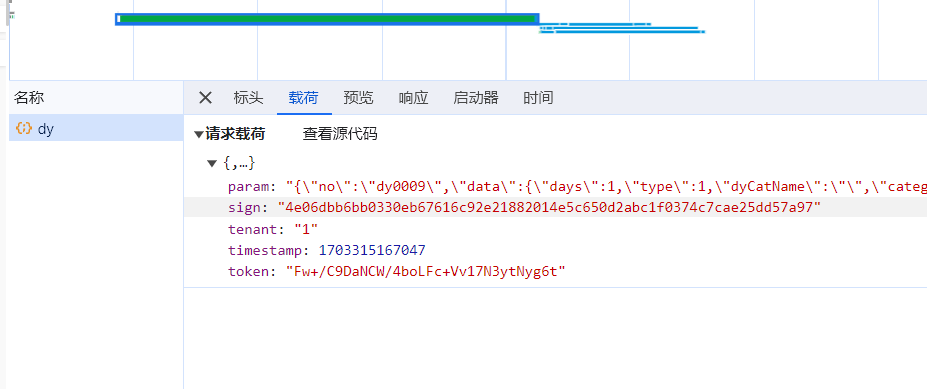 名称
标头 载荷 预览 响应 启动器 时间
dy
请求载荷 查看源代码
{,…}
param: "{\"no\":\"dy0009\",\"data\":{\"days\":1,\"type\":1,\"dyCatName\":\"\",\"categ
sign: "4e06dbb6bb0330eb67616c92e21882014e5c650d2abc1f0374c7cae25dd57a97"
tenant: "1"
timestamp: 1703315167047
token: "Fw+/C9DaNCW/4boLFc+Vv17N3ytNyg6t"